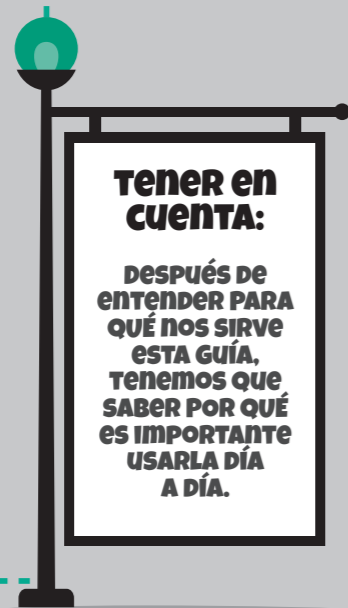 Tener en
cuenta:
Después de
entender para
qué nos sirve
esta guía,
tenemos que
saber por qué
es importante
usarla día
a día.